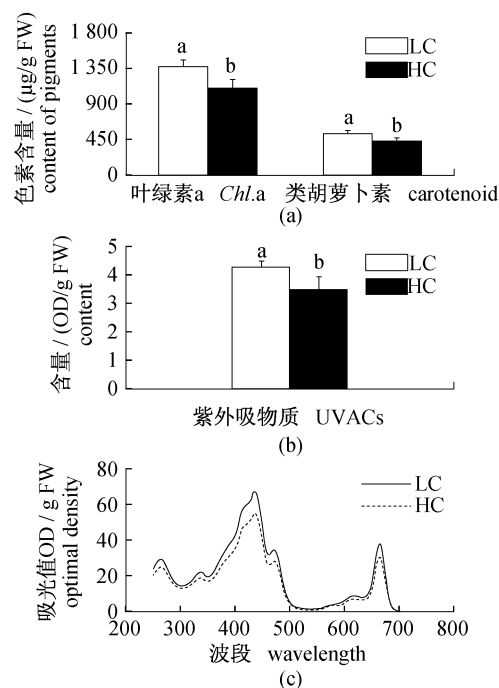 色素含量 / (μg/g FW)
content of pigments
1 800
1 350
900
450
0
a
b
a
b
LC
HC
叶绿素a Chl.a 类胡萝卜素 carotenoid
(a)
含量 / (OD/g FW)
content
5
4
3
2
1
0
a
b
LC
HC
紫外吸物质 UVACs
(b)
吸光值OD / g FW
optimal density
80
60
40
20
0
LC
HC
200 300 400 500 600 700 800
波段 wavelength
(c)